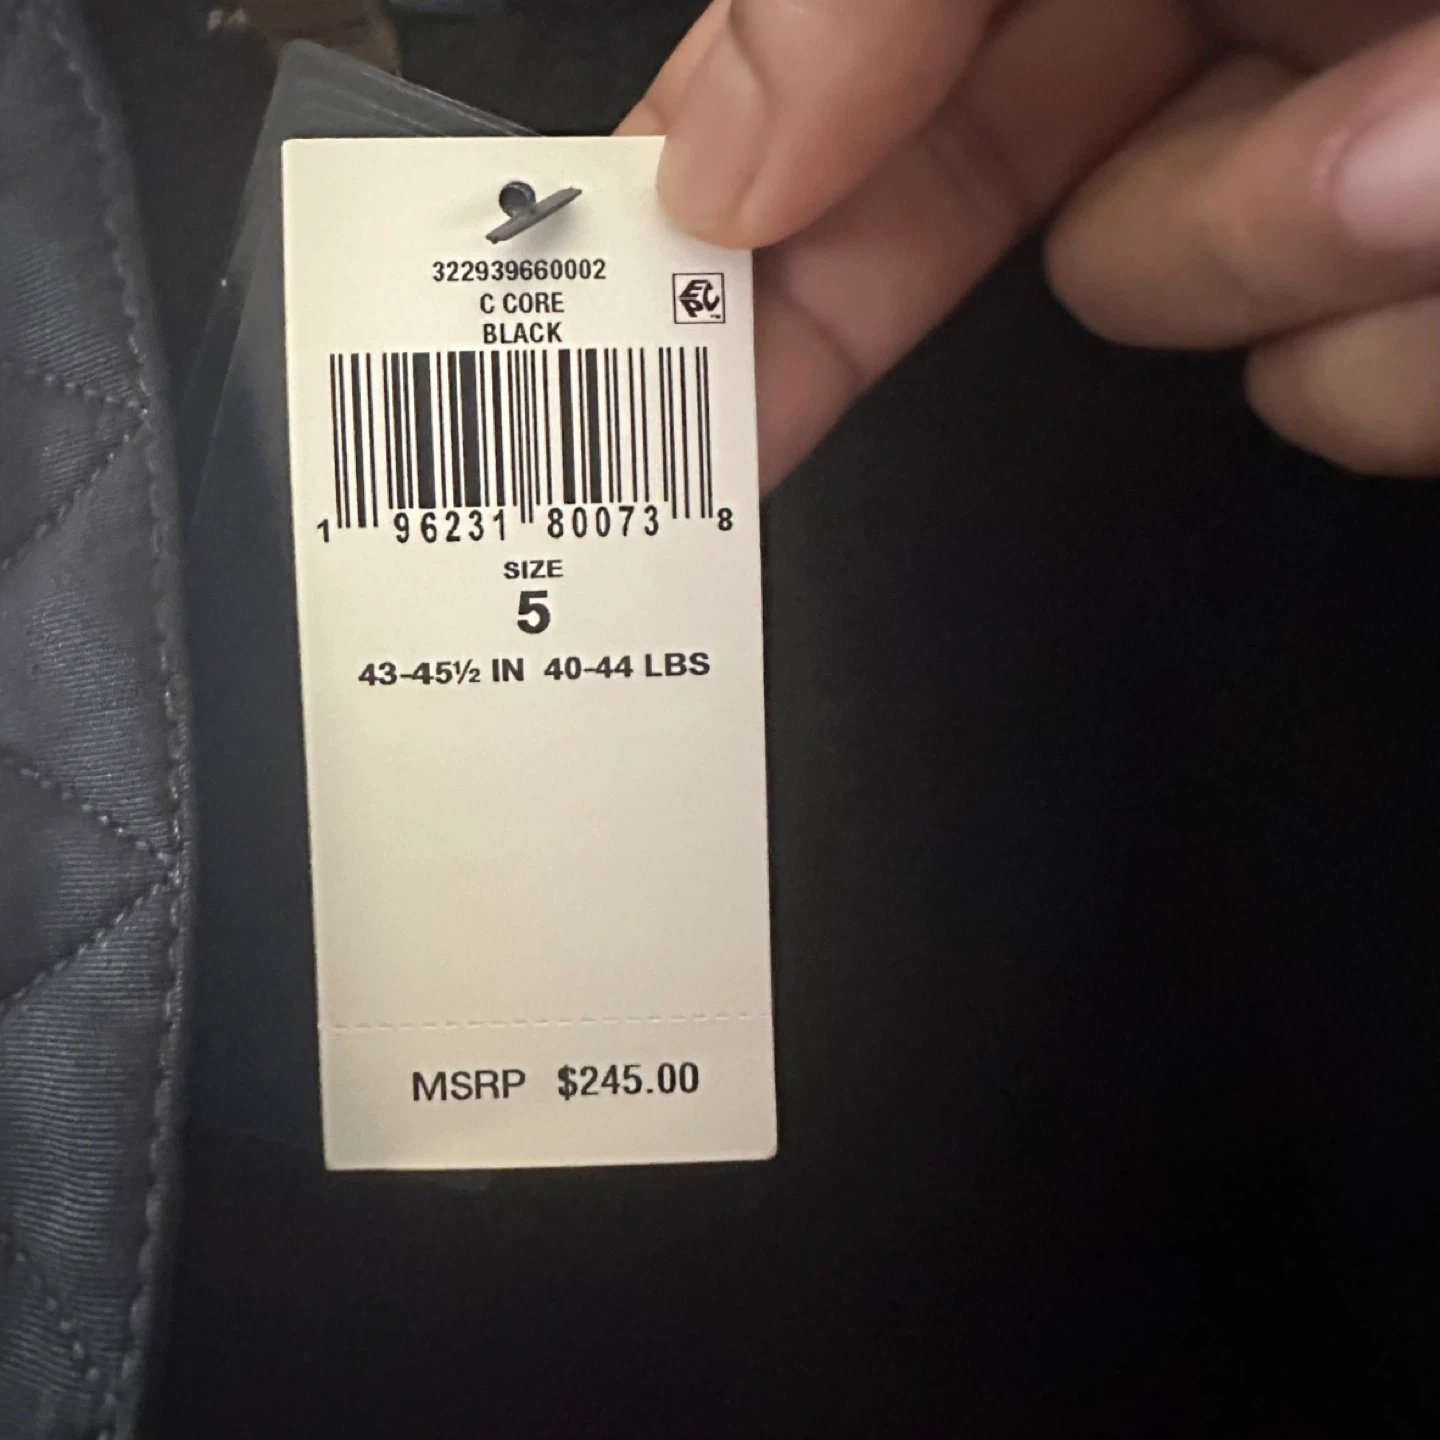 322939660002
C CORE
BLACK
EPC
1 96231 80073 8
SIZE
5
43-45½ IN 40-44 LBS
MSRP $245.00